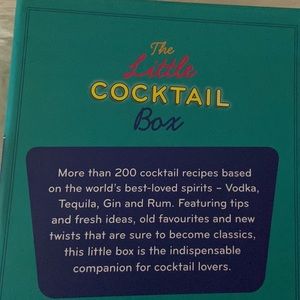 The
Little
COCKTAIL
Box
More than 200 cocktail recipes based
on the world's best-loved spirits – Vodka,
Tequila, Gin and Rum. Featuring tips
and fresh ideas, old favourites and new
twists that are sure to become classics,
this little box is the indispensable
companion for cocktail lovers.